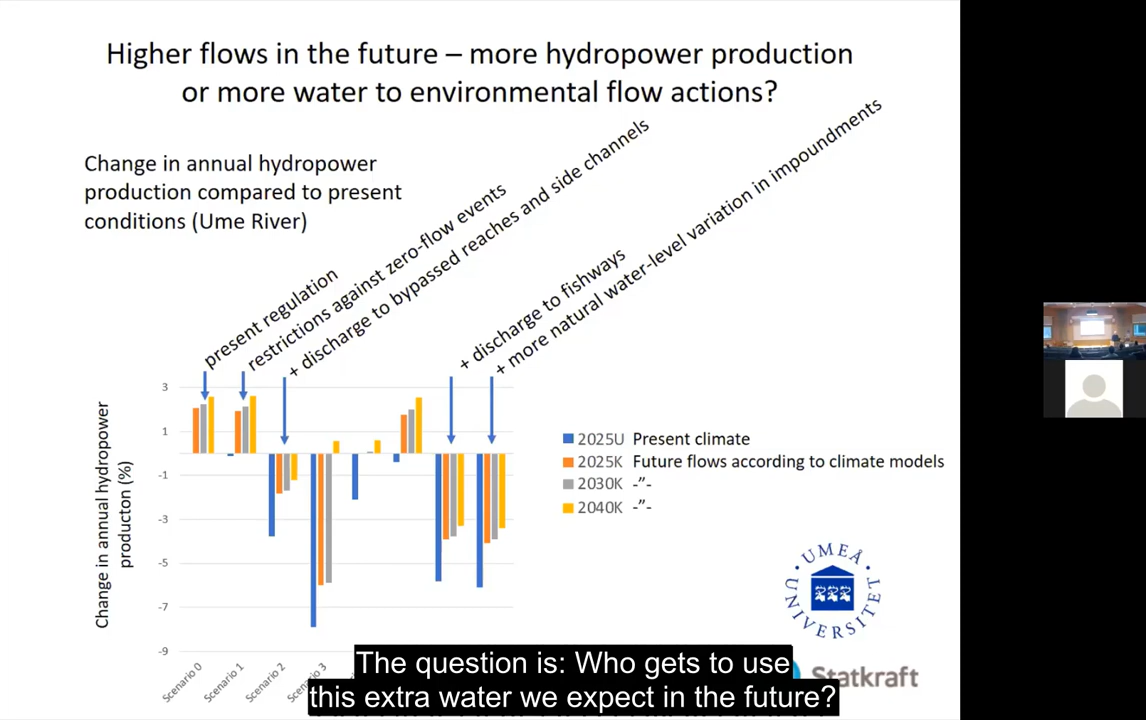 Higher flows in the future – more hydropower production
or more water to environmental flow actions?
Change in annual hydropower
production compared to present
conditions (Ume River)
present regulation
restrictions against zero-flow events
+ discharge to bypassed reaches and side channels
+ discharge to fishways
+ more natural water-level variation in impoundments
Change in annual hydropower
producton (%)
3
1
-1
-3
-5
-7
-9
Scenario 0
Scenario 1
Scenario 2
Scenario 3
2025U Present climate
2025K Future flows according to climate models
2030K -”-
2040K -”-
UMEÅ UNIVERSITET
Statkraft
The question is: Who gets to use
this extra water we expect in the future?